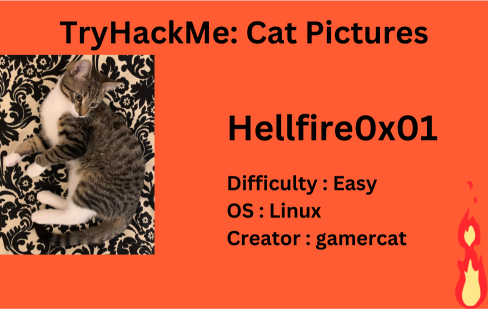 TryHackMe: Cat Pictures
Hellfire0x01
Difficulty : Easy
OS : Linux
Creator : gamercat